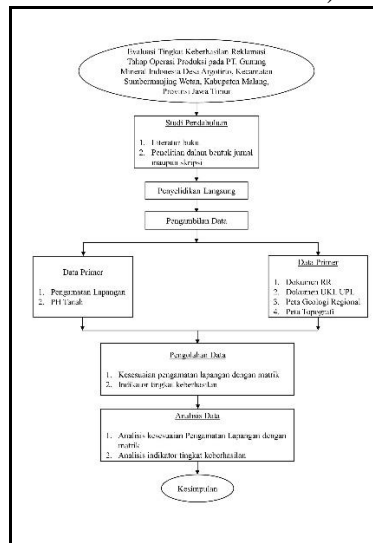 Evaluasi Tingkat Keberhasilan Reklamasi
Tahap Operasi Produksi pada PT. Gunung
Mineral Indonesia Desa Argotirto, Kecamatan
Sumbermanjing Wetan, Kabupaten Malang,
Provinsi Jawa Timur
Studi Pendahuluan
1. Literatur buku
2. Penelitian dalam bentuk jurnal
maupun skripsi
Penyelidikan Langsung
Pengambilan Data
Data Primer
1. Pengamatan Lapangan
2. PH Tanah
Data Primer
1. Dokumen RR
2. Dokumen UKL UPL
3. Peta Geologi Regional
4. Peta Topografi
Pengolahan Data
1. Kesesuaian pengamatan lapangan dengan matrik
2. Indikator tingkat keberhasilan
Analisis Data
1. Analisis kesesuaian Pengamatan Lapangan dengan
matrik
2. Analisis indikator tingkat keberhasilan
Kesimpulan